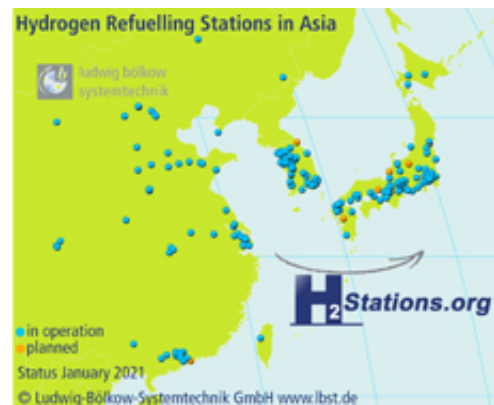 Hydrogen Refuelling Stations in Asia
ludwig bölkow
systemtechnik
H2Stations.org
in operation
planned
Status January 2021
© Ludwig-Bölkow-Systemtechnik GmbH www.lbst.de